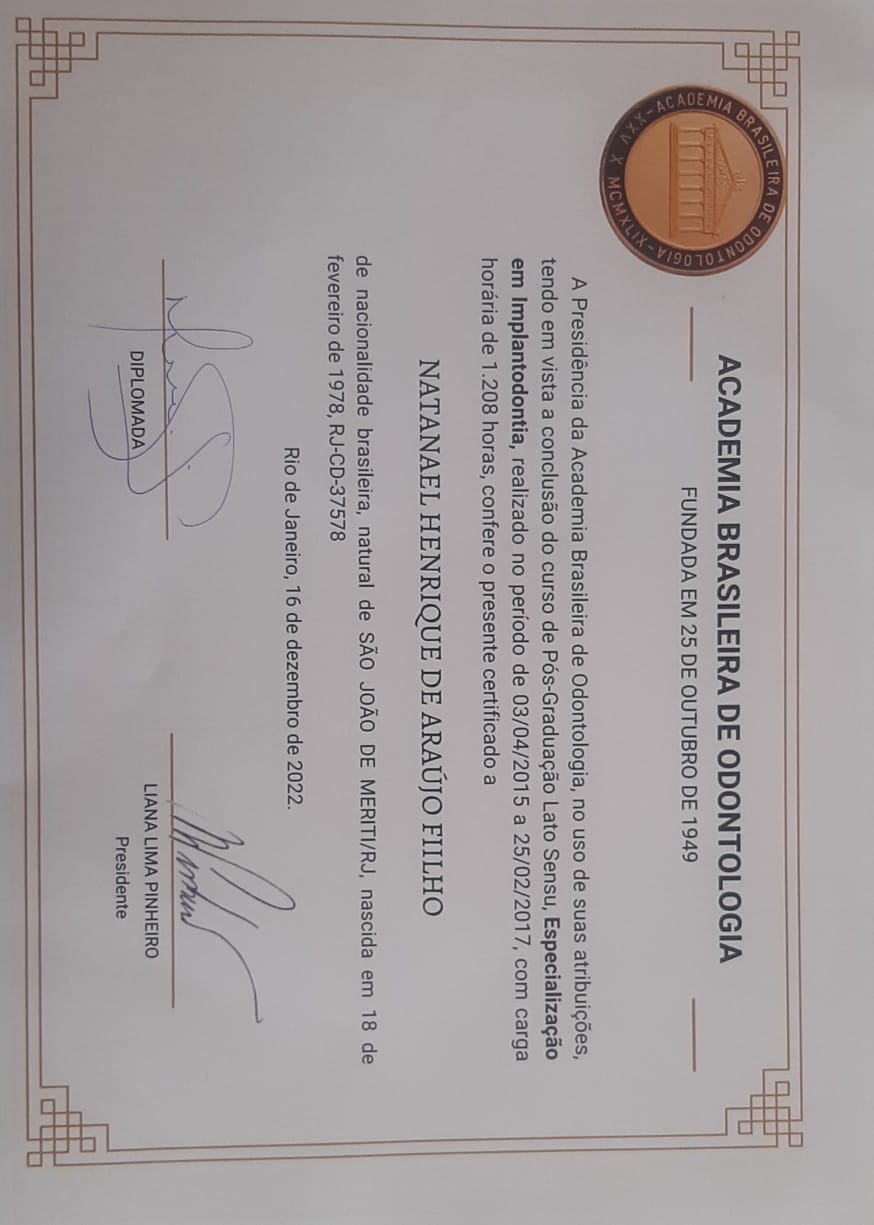 XXV - ACADEMIA BRASILEIRA DE ODONTOLOGIA - X MCMXLIX
ACADEMIA BRASILEIRA DE ODONTOLOGIA
FUNDADA EM 25 DE OUTUBRO DE 1949
A Presidência da Academia Brasileira de Odontologia, no uso de suas atribuições,
tendo em vista a conclusão do curso de Pós-Graduação Lato Sensu, Especialização
em Implantodontia, realizado no período de 03/04/2015 a 25/02/2017, com carga
horária de 1.208 horas, confere o presente certificado a
NATANAEL HENRIQUE DE ARAÚJO FIILHO
de nacionalidade brasileira, natural de SÃO JOÃO DE MERITI/RJ, nascida em 18 de
fevereiro de 1978, RJ-CD-37578
Rio de Janeiro, 16 de dezembro de 2022.
DIPLOMADA
LIANA LIMA PINHEIRO
Presidente